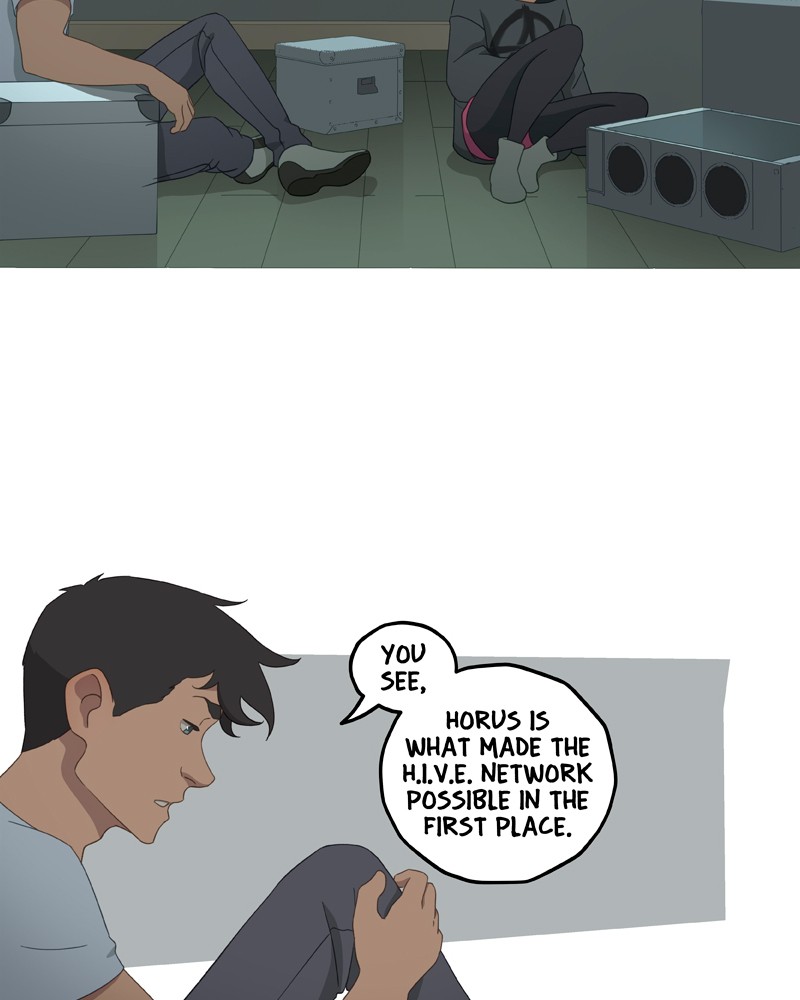 YOU
SEE,
HORUS IS
WHAT MADE THE
H.I.V.E. NETWORK
POSSIBLE IN THE
FIRST PLACE.